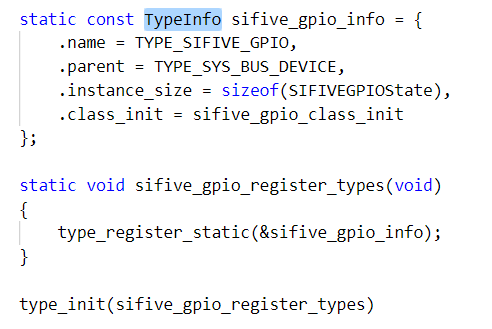 static const TypeInfo sifive_gpio_info = {
    .name = TYPE_SIFIVE_GPIO,
    .parent = TYPE_SYS_BUS_DEVICE,
    .instance_size = sizeof(SIFIVEGPIOState),
    .class_init = sifive_gpio_class_init
};

static void sifive_gpio_register_types(void)
{
    type_register_static(&sifive_gpio_info);
}

type_init(sifive_gpio_register_types)